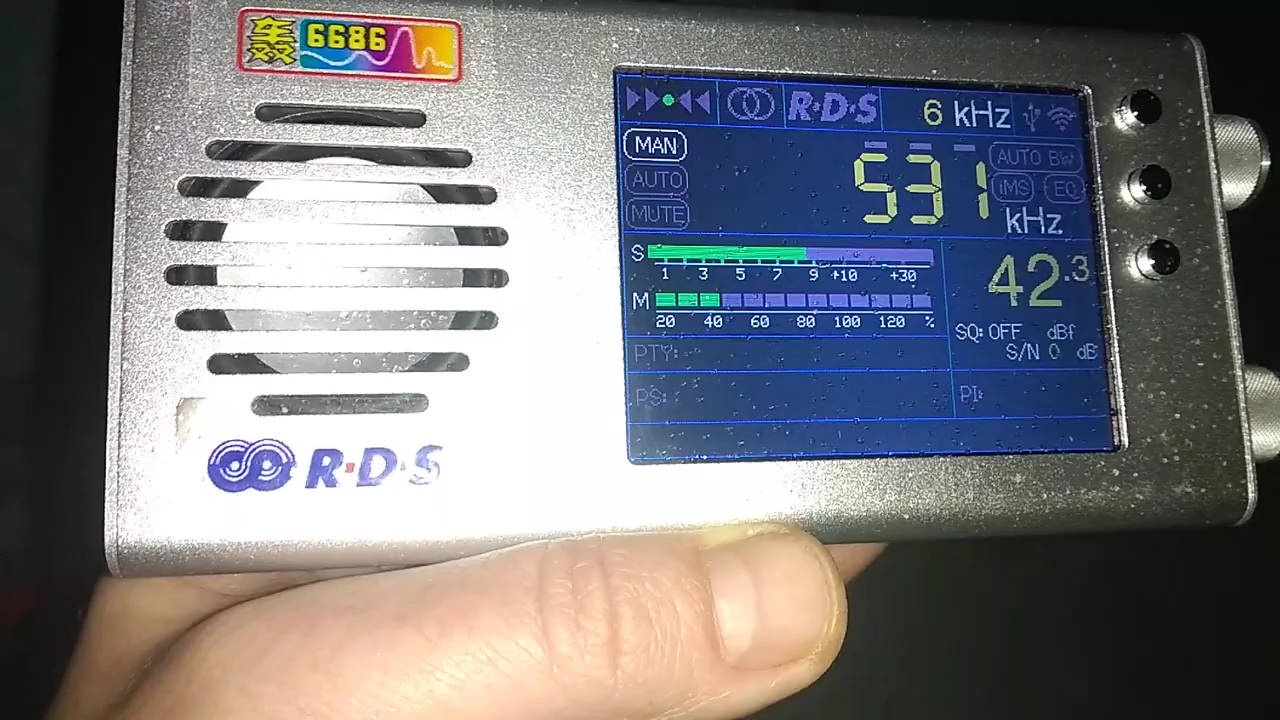 轰 6686
R·D·S
R·D·S
6 kHz
MAN
AUTO
MUTE
531
kHz
AUTO BW
iMS
EQ
S
1 3 5 7 9 +10 +30
M
20 40 60 80 100 120 %
42.3
SQ: OFF dBf
S/N 0 dB
PTY: --
PS:
PI: